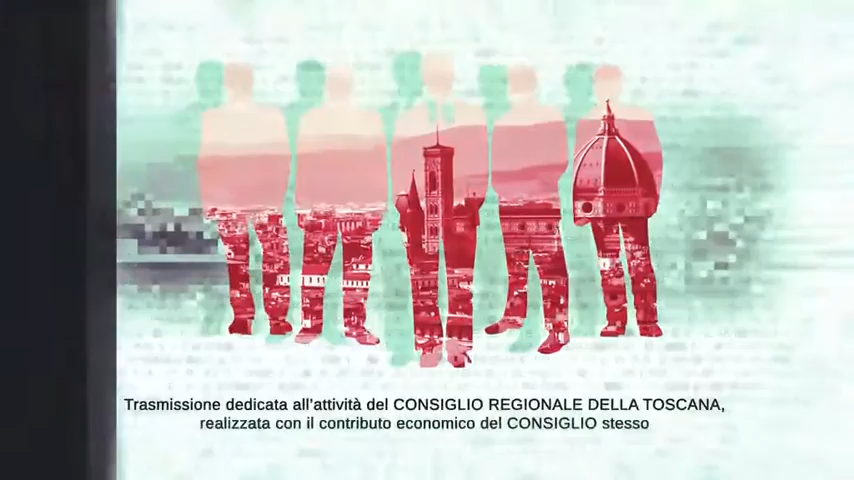 Trasmissione dedicata all'attività del CONSIGLIO REGIONALE DELLA TOSCANA,
realizzata con il contributo economico del CONSIGLIO stesso